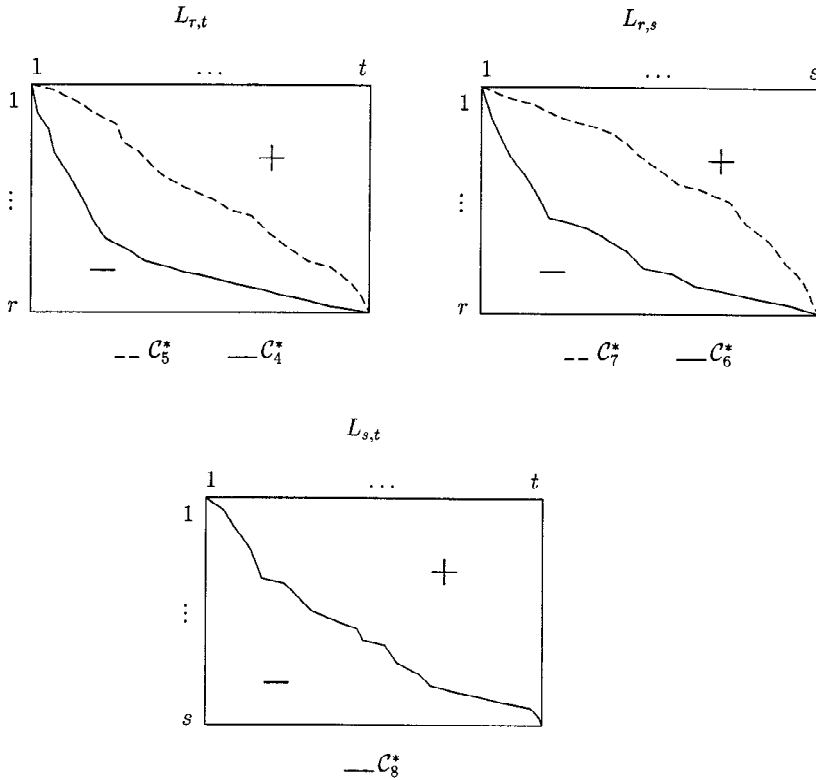 L_{r,t}
L_{r,s}
1 ... t
1
⋮
r
+
−
1 ... s
1
⋮
r
+
−
-- C_5^* — C_4^*
-- C_7^* — C_6^*
L_{s,t}
1 ... t
1
⋮
s
+
−
— C_8^*